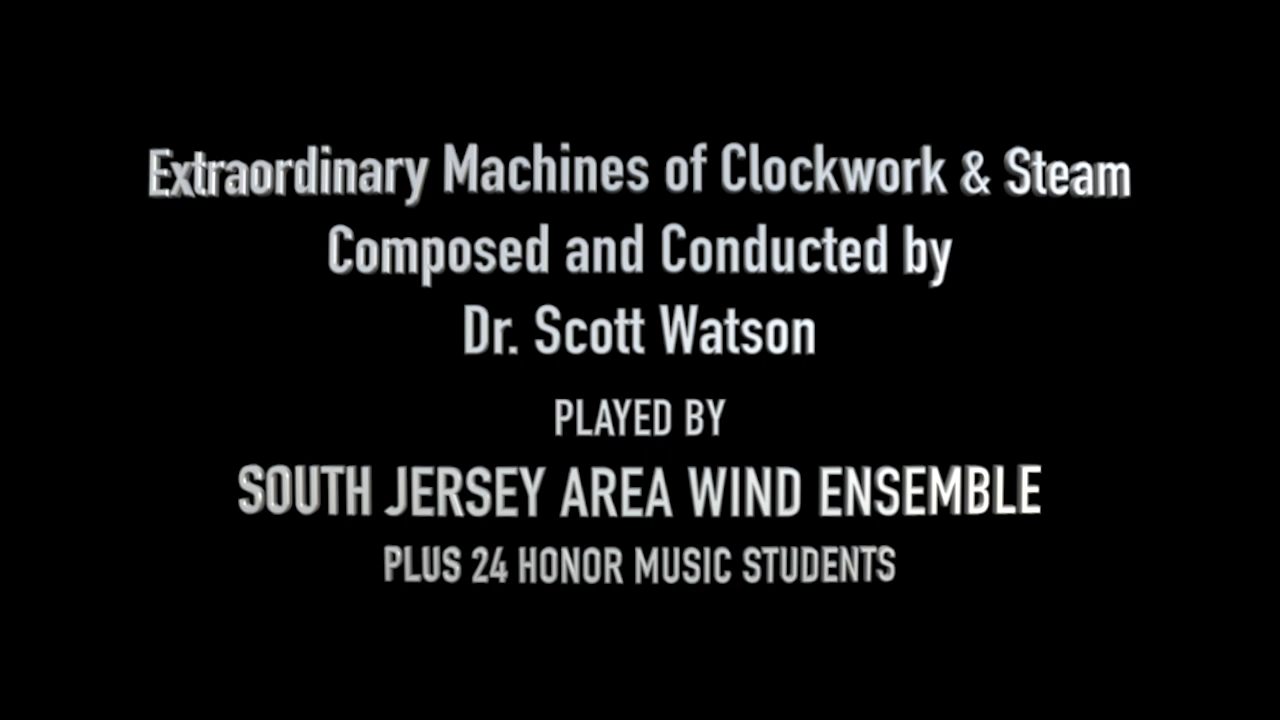 Extraordinary Machines of Clockwork & Steam
Composed and Conducted by
Dr. Scott Watson
PLAYED BY
SOUTH JERSEY AREA WIND ENSEMBLE
PLUS 24 HONOR MUSIC STUDENTS